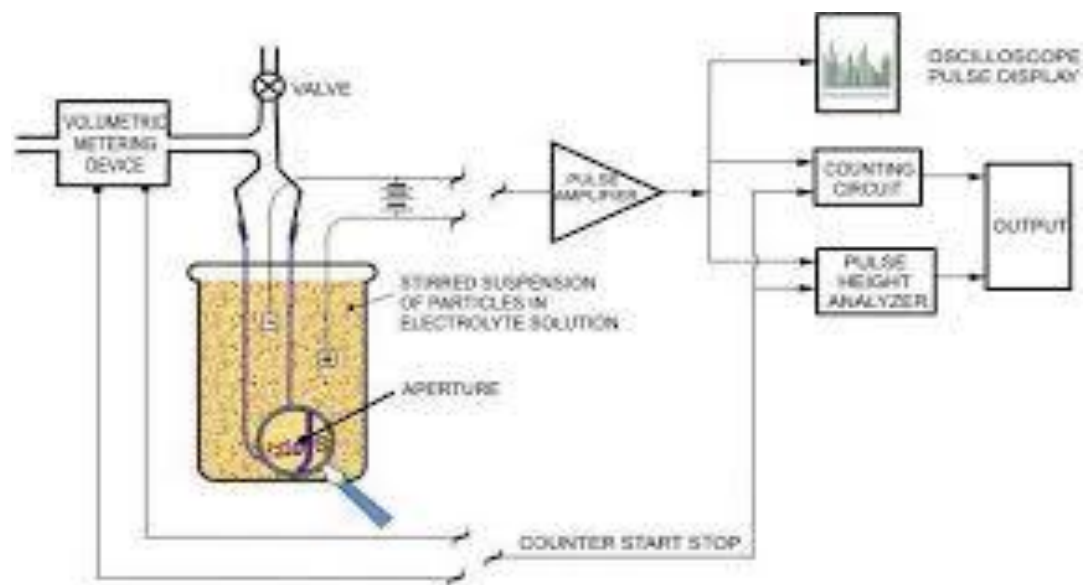 VALVE
VOLUMETRIC
METERING
DEVICE
OSCILLOSCOPE
PULSE DISPLAY
PULSE
AMPLIFIER
COUNTING
CIRCUIT
OUTPUT
PULSE
HEIGHT
ANALYZER
STIRRED SUSPENSION
OF PARTICLES IN
ELECTROLYTE SOLUTION
APERTURE
COUNTER START STOP